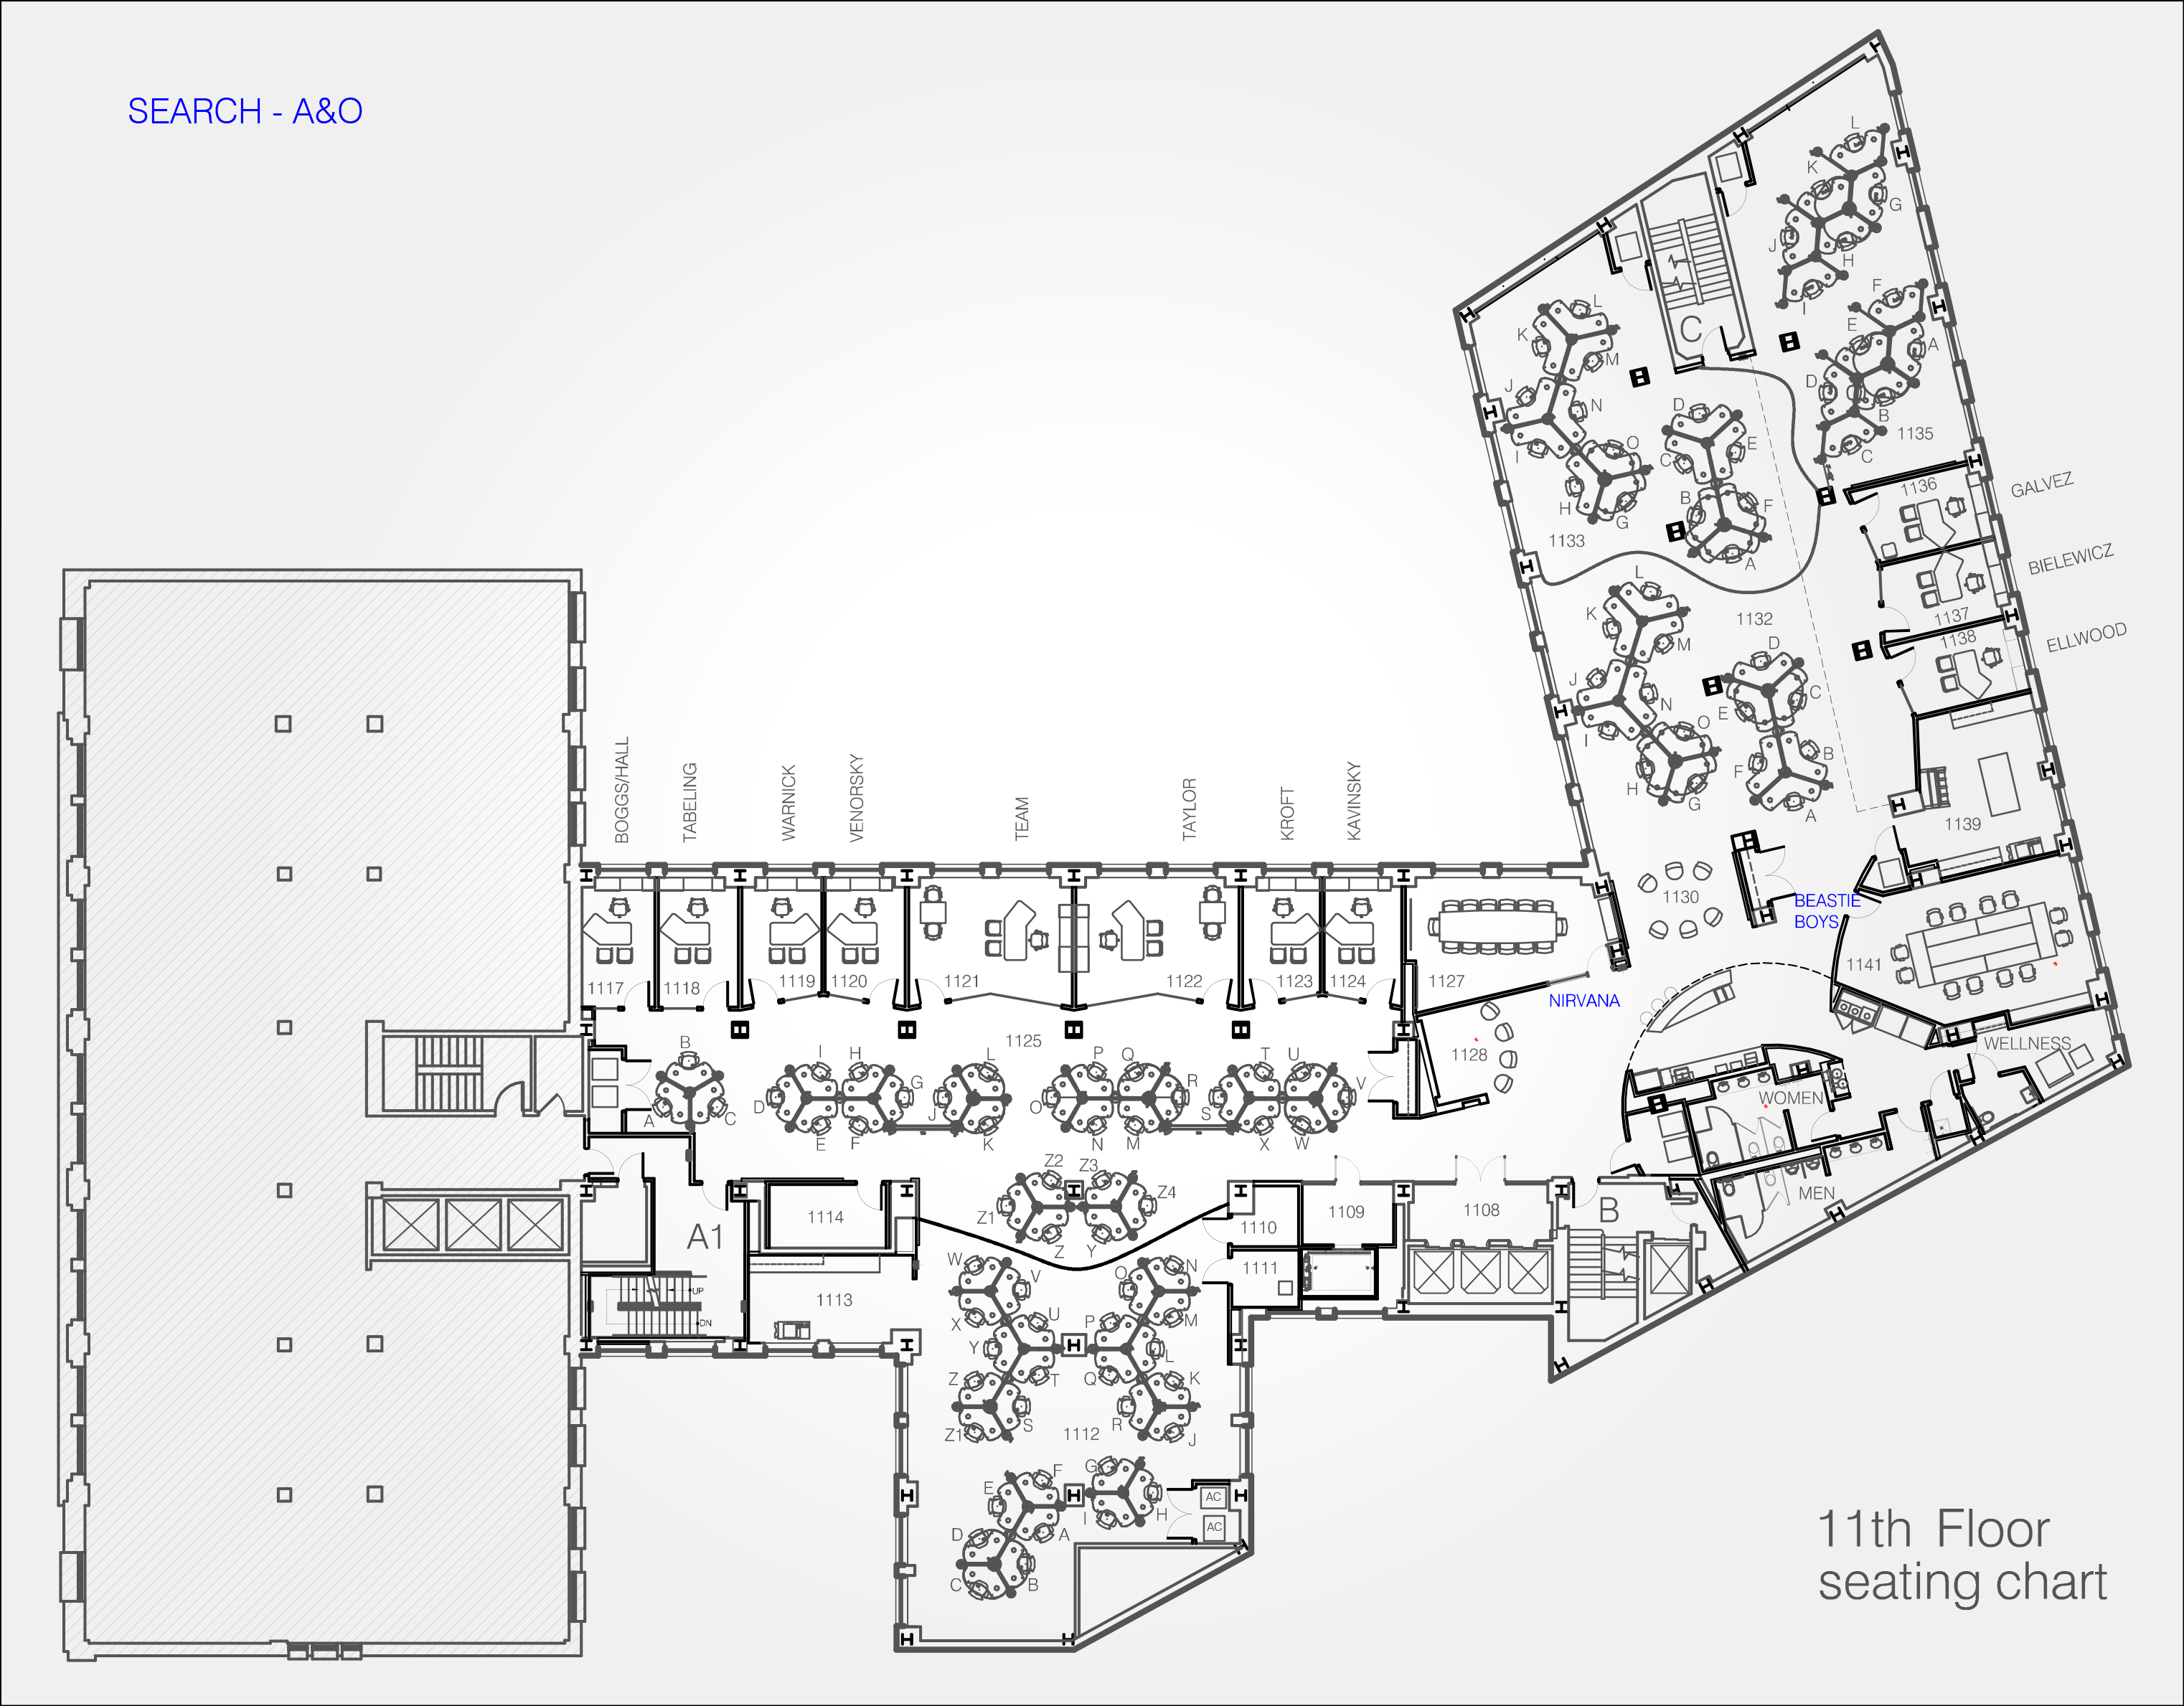 SEARCH - A&O
L
K
G
J
H
I
F
E
A
D
B
C
1135
C
L
K
M
J
N
I
O
H
G
1133
D
E
C
B
F
A
1136
GALVEZ
BIELEWICZ
1137
1138
ELLWOOD
1132
L
K
M
J
N
I
O
H
G
D
C
E
B
F
A
1139
1130
BEASTIE
BOYS
1141
WELLNESS
WOMEN
MEN
BOGGS/HALL
TABELING
WARNICK
VENORSKY
TEAM
TAYLOR
KROFT
KAVINSKY
1117
1118
1119
1120
1121
1122
1123
1124
1127
NIRVANA
1125
1128
B
A
C
I
H
G
D
E
F
L
J
K
P
Q
R
O
N
M
T
U
V
S
X
W
Z2
Z3
Z4
Z1
Z
Y
A1
UP
DN
1114
1113
1110
1111
1109
1108
B
W
V
X
U
Y
T
Z
S
Z1
O
N
M
P
L
Q
K
R
J
1112
G
H
I
F
E
A
D
C
B
AC
AC
11th Floor
seating chart